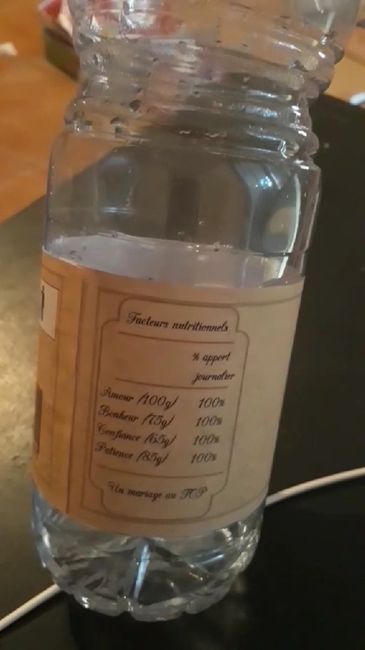 Facteurs nutritionnels
% apport
journalier
Amour (100g) 100%
Bonheur (75g) 100%
Confiance (65g) 100%
Patience (85g) 100%
Un mariage au TOP